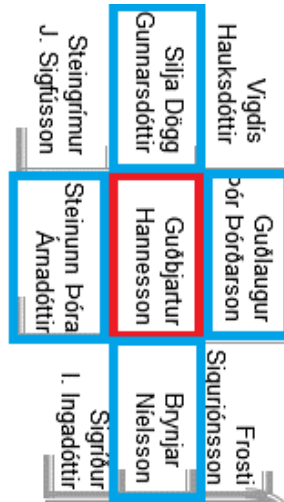 Vigdís
Hauksdóttir
Guðlaugur
Þór Þórðarson
Frosti
Sigurjónsson
Silja Dögg
Gunnarsdóttir
Guðbjartur
Hannesson
Brynjar
Níelsson
Steingrímur
J. Sigfússon
Steinunn Þóra
Árnadóttir
Sigríður
I. Ingadóttir